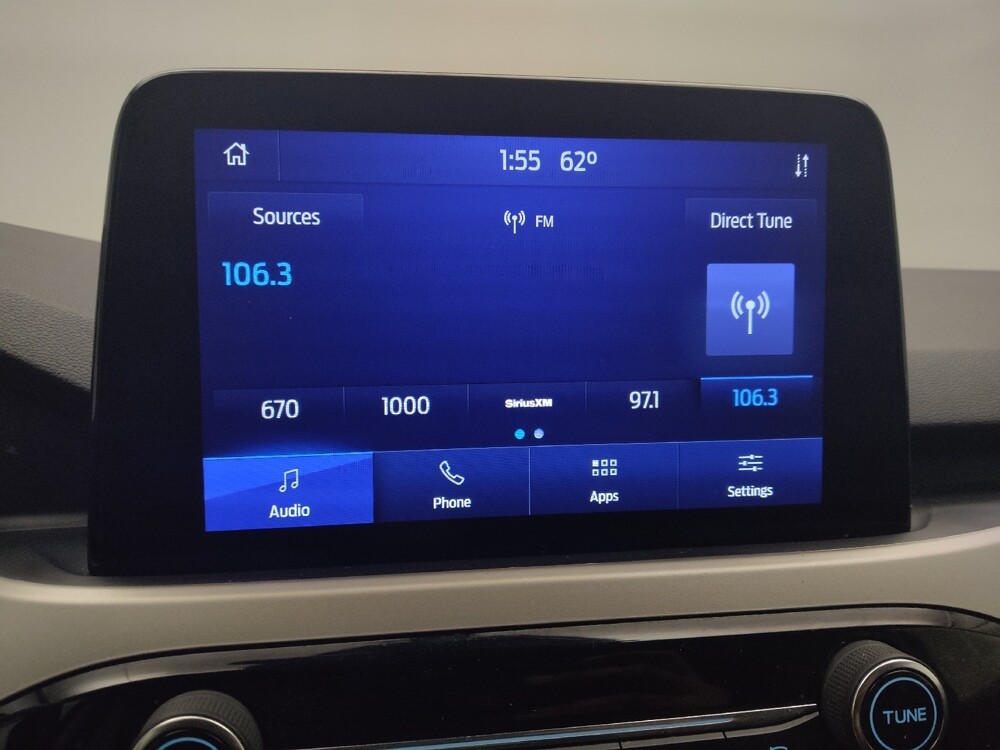 1:55 62º
Sources
FM
Direct Tune
106.3
670
1000
SiriusXM
97.1
106.3
Audio
Phone
Apps
Settings
TUNE